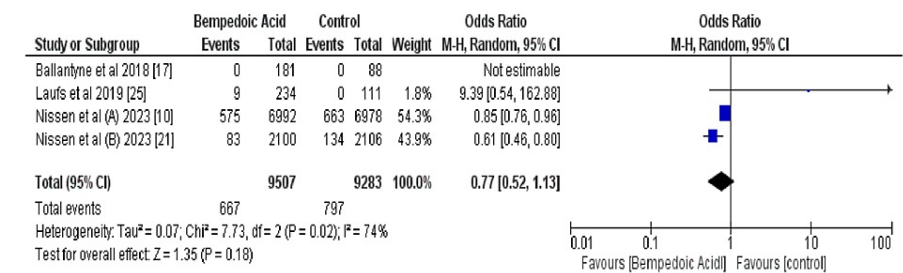 Bempedoic Acid Control Odds Ratio Odds Ratio
Study or Subgroup Events Total Events Total Weight M-H, Random, 95% CI M-H, Random, 95% CI
Ballantyne et al 2018 [17] 0 181 0 88 Not estimable
Laufs et al 2019 [25] 9 234 0 111 1.8% 9.39 [0.54, 162.88]
Nissen et al (A) 2023 [10] 575 6992 663 6978 54.3% 0.85 [0.76, 0.96]
Nissen et al (B) 2023 [21] 83 2100 134 2106 43.9% 0.61 [0.46, 0.80]
Total (95% CI) 9507 9283 100.0% 0.77 [0.52, 1.13]
Total events 667 797
Heterogeneity: Tau² = 0.07; Chi² = 7.73, df = 2 (P = 0.02); I² = 74%
Test for overall effect: Z = 1.35 (P = 0.18)
0.01 0.1 1 10 100
Favours [Bempedoic Acidl Favours [control]